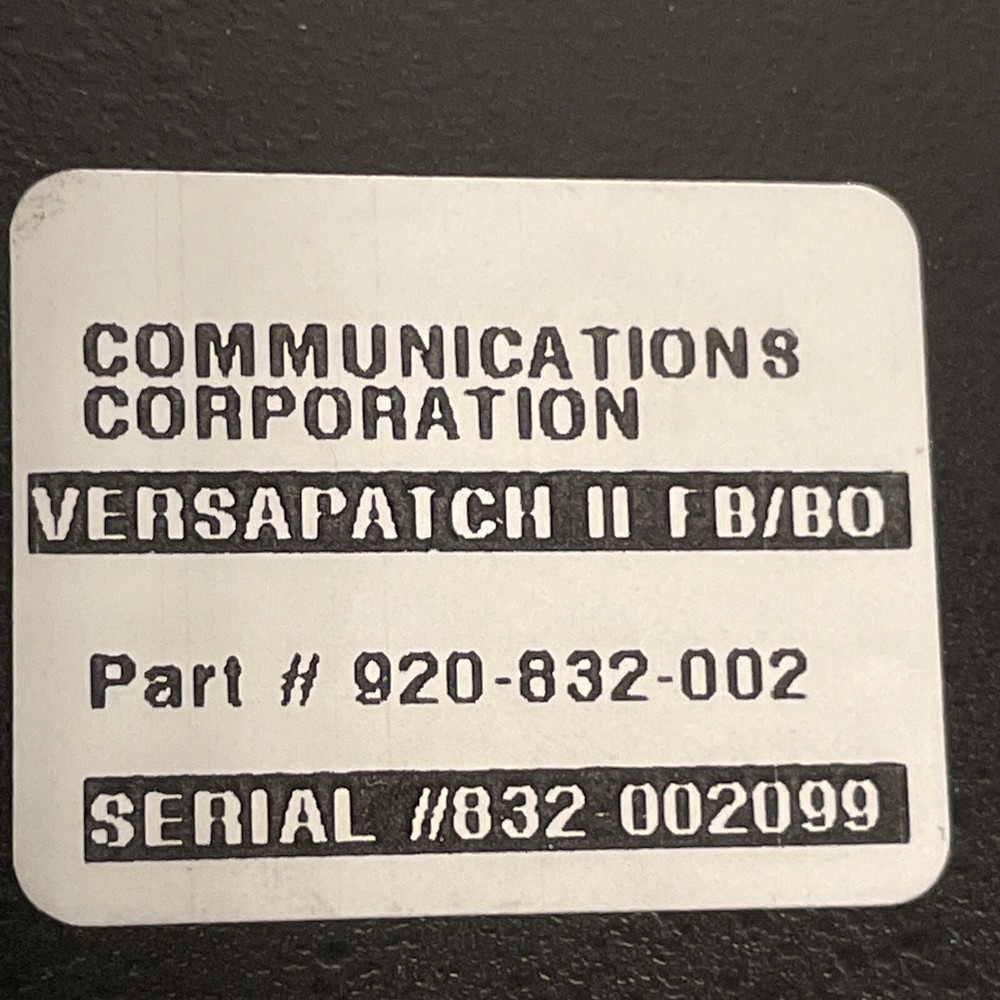 COMMUNICATIONS
CORPORATION
VERSAPATCH II FB/BO
Part # 920-832-002
SERIAL #832-002099